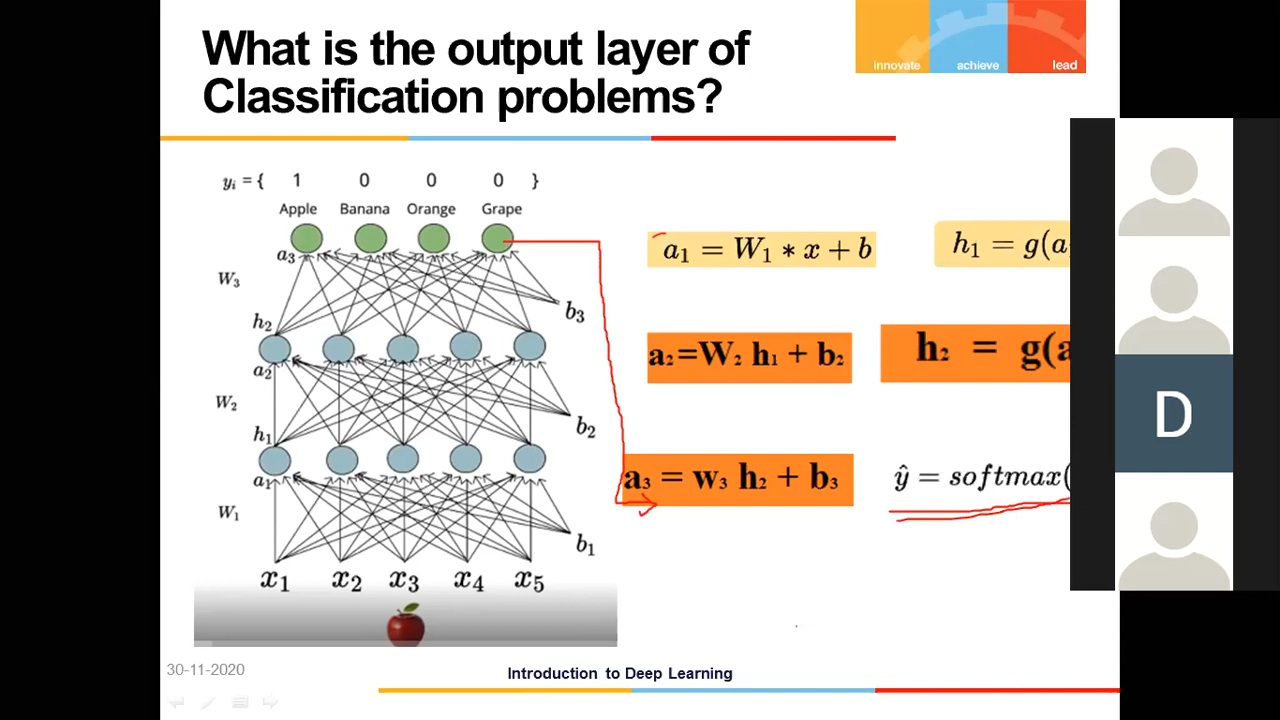 What is the output layer of
Classification problems?
innovate achieve lead
yᵢ = { 1 0 0 0 }
Apple Banana Orange Grape
a₃
W₃
b₃
h₂
a₂
W₂
b₂
h₁
a₁
W₁
b₁
x₁ x₂ x₃ x₄ x₅
a₁ = W₁ * x + b
h₁ = g(a
a₂=W₂ h₁ + b₂
h₂ = g(a
a₃ = w₃ h₂ + b₃
ŷ = softmax(
D
30-11-2020
Introduction to Deep Learning